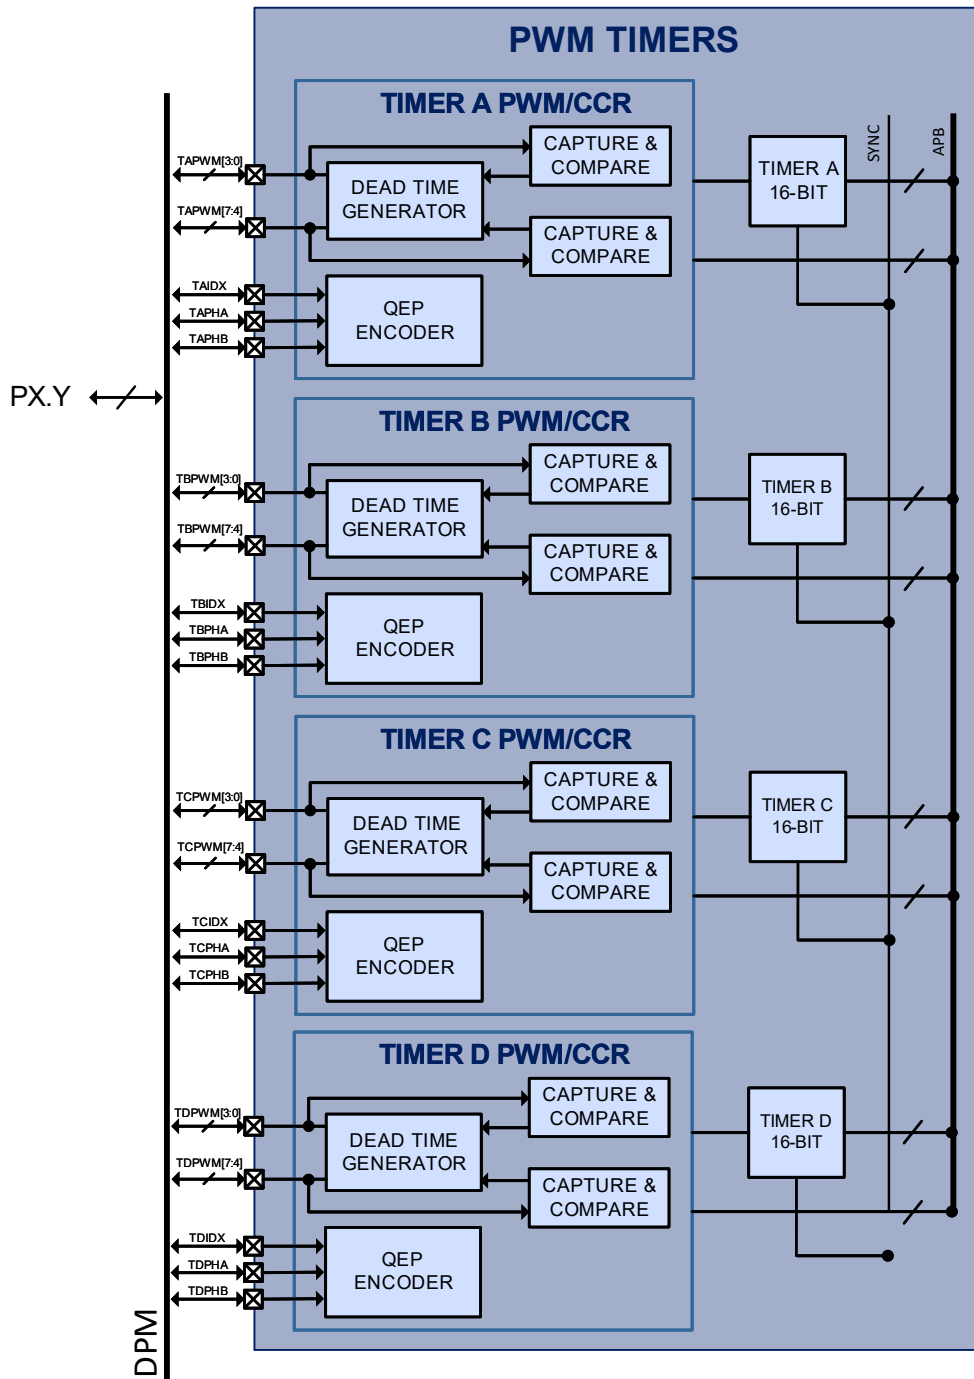 PWM TIMERS
TIMER A PWM/CCR
SYNC
APB
TAPWM[3:0]
CAPTURE &
COMPARE
TIMER A
16-BIT
DEAD TIME
GENERATOR
TAPWM[7:4]
CAPTURE &
COMPARE
TAIDX
TAPHA
TAPHB
QEP
ENCODER
PX.Y
TIMER B PWM/CCR
TBPWM[3:0]
CAPTURE &
COMPARE
TIMER B
16-BIT
DEAD TIME
GENERATOR
TBPWM[7:4]
CAPTURE &
COMPARE
TBIDX
TBPHA
TBPHB
QEP
ENCODER
TIMER C PWM/CCR
TCPWM[3:0]
CAPTURE &
COMPARE
TIMER C
16-BIT
DEAD TIME
GENERATOR
TCPWM[7:4]
CAPTURE &
COMPARE
TCIDX
TCPHA
TCPHB
QEP
ENCODER
TIMER D PWM/CCR
TDPWM[3:0]
CAPTURE &
COMPARE
TIMER D
16-BIT
DEAD TIME
GENERATOR
TDPWM[7:4]
CAPTURE &
COMPARE
TDIDX
TDPHA
TDPHB
QEP
ENCODER
DPM